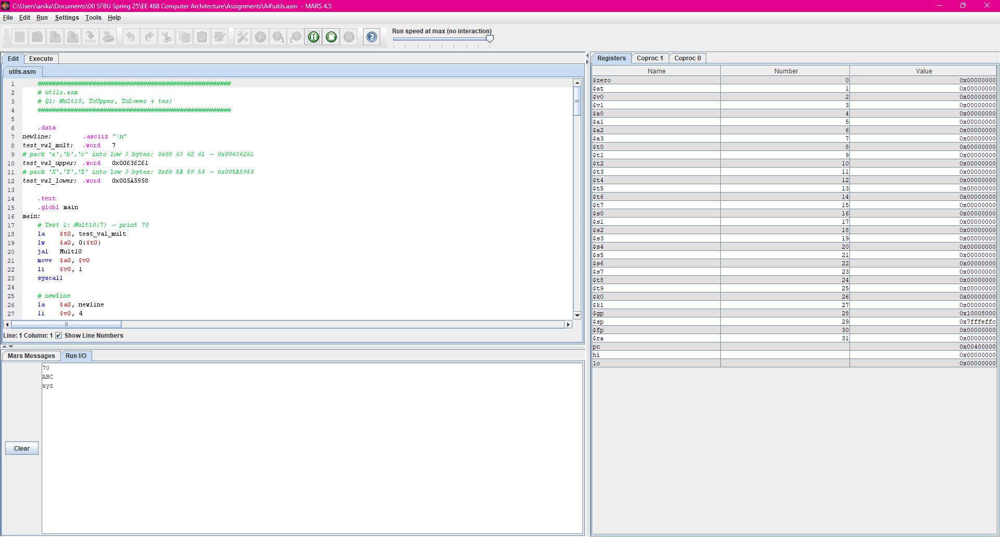 C:\Users\anika\Documents\00 SFBU Spring 25\EE 488 Computer Architecture\Assignments\A4\utils.asm - MARS 4.5
File Edit Run Settings Tools Help
Run speed at max (no interaction)
Edit Execute
utils.asm
1 #####################################################
2 # utils.asm
3 # Q1: Mult10, ToUpper, ToLower + tes)
4 #####################################################
5
6 .data
7 newline: .asciiz "\n"
8 test_val_mult: .word 7
9 # pack 'a','b','c' into low 3 bytes: 0x00 63 62 61 → 0x00636261
10 test_val_upper: .word 0x00636261
11 # pack 'X','Y','Z' into low 3 bytes: 0x00 5A 59 58 → 0x005A5958
12 test_val_lower: .word 0x005A5958
13
14 .text
15 .globl main
16 main:
17 # Test 1: Mult10(7) → print 70
18 la $t0, test_val_mult
19 lw $a0, 0($t0)
20 jal Mult10
21 move $a0, $v0
22 li $v0, 1
23 syscall
24
25 # newline
26 la $a0, newline
27 li $v0, 4
Line: 1 Column: 1 Show Line Numbers
Mars Messages Run I/O
70
ABC
xyz
Clear
Registers Coproc 1 Coproc 0
Name Number Value
$zero 0 0x00000000
$at 1 0x00000000
$v0 2 0x00000000
$v1 3 0x00000000
$a0 4 0x00000000
$a1 5 0x00000000
$a2 6 0x00000000
$a3 7 0x00000000
$t0 8 0x00000000
$t1 9 0x00000000
$t2 10 0x00000000
$t3 11 0x00000000
$t4 12 0x00000000
$t5 13 0x00000000
$t6 14 0x00000000
$t7 15 0x00000000
$s0 16 0x00000000
$s1 17 0x00000000
$s2 18 0x00000000
$s3 19 0x00000000
$s4 20 0x00000000
$s5 21 0x00000000
$s6 22 0x00000000
$s7 23 0x00000000
$t8 24 0x00000000
$t9 25 0x00000000
$k0 26 0x00000000
$k1 27 0x00000000
$gp 28 0x10008000
$sp 29 0x7fffeffc
$fp 30 0x00000000
$ra 31 0x00000000
pc 0x00400000
hi 0x00000000
lo 0x00000000